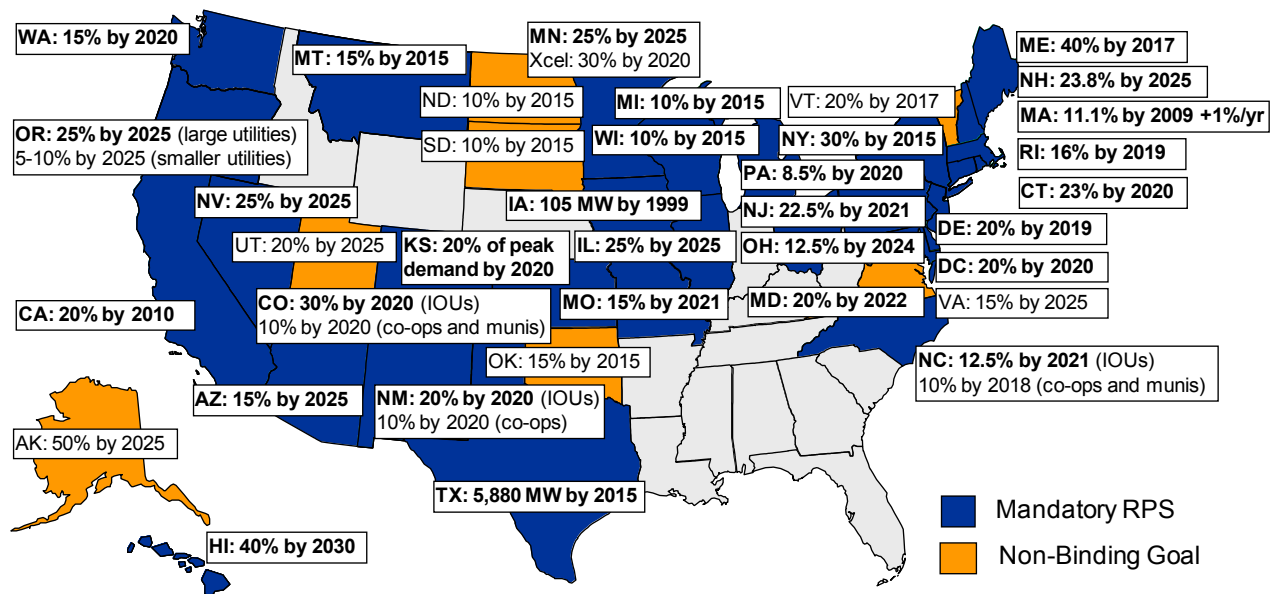 WA: 15% by 2020
MT: 15% by 2015
MN: 25% by 2025
Xcel: 30% by 2020
ME: 40% by 2017
NH: 23.8% by 2025
MA: 11.1% by 2009 +1%/yr
RI: 16% by 2019
CT: 23% by 2020
ND: 10% by 2015
MI: 10% by 2015
VT: 20% by 2017
OR: 25% by 2025 (large utilities)
5-10% by 2025 (smaller utilities)
SD: 10% by 2015
WI: 10% by 2015
NY: 30% by 2015
PA: 8.5% by 2020
NV: 25% by 2025
IA: 105 MW by 1999
NJ: 22.5% by 2021
DE: 20% by 2019
UT: 20% by 2025
KS: 20% of peak
demand by 2020
IL: 25% by 2025
OH: 12.5% by 2024
DC: 20% by 2020
CA: 20% by 2010
CO: 30% by 2020 (IOUs)
10% by 2020 (co-ops and munis)
MO: 15% by 2021
MD: 20% by 2022
VA: 15% by 2025
OK: 15% by 2015
NC: 12.5% by 2021 (IOUs)
10% by 2018 (co-ops and munis)
AZ: 15% by 2025
NM: 20% by 2020 (IOUs)
10% by 2020 (co-ops)
AK: 50% by 2025
TX: 5,880 MW by 2015
HI: 40% by 2030
Mandatory RPS
Non-Binding Goal